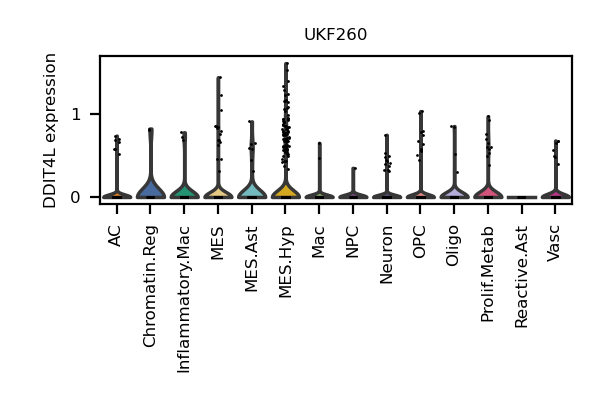 UKF260
DDIT4L expression
1
0
AC
Chromatin.Reg
Inflammatory.Mac
MES
MES.Ast
MES.Hyp
Mac
NPC
Neuron
OPC
Oligo
Prolif.Metab
Reactive.Ast
Vasc